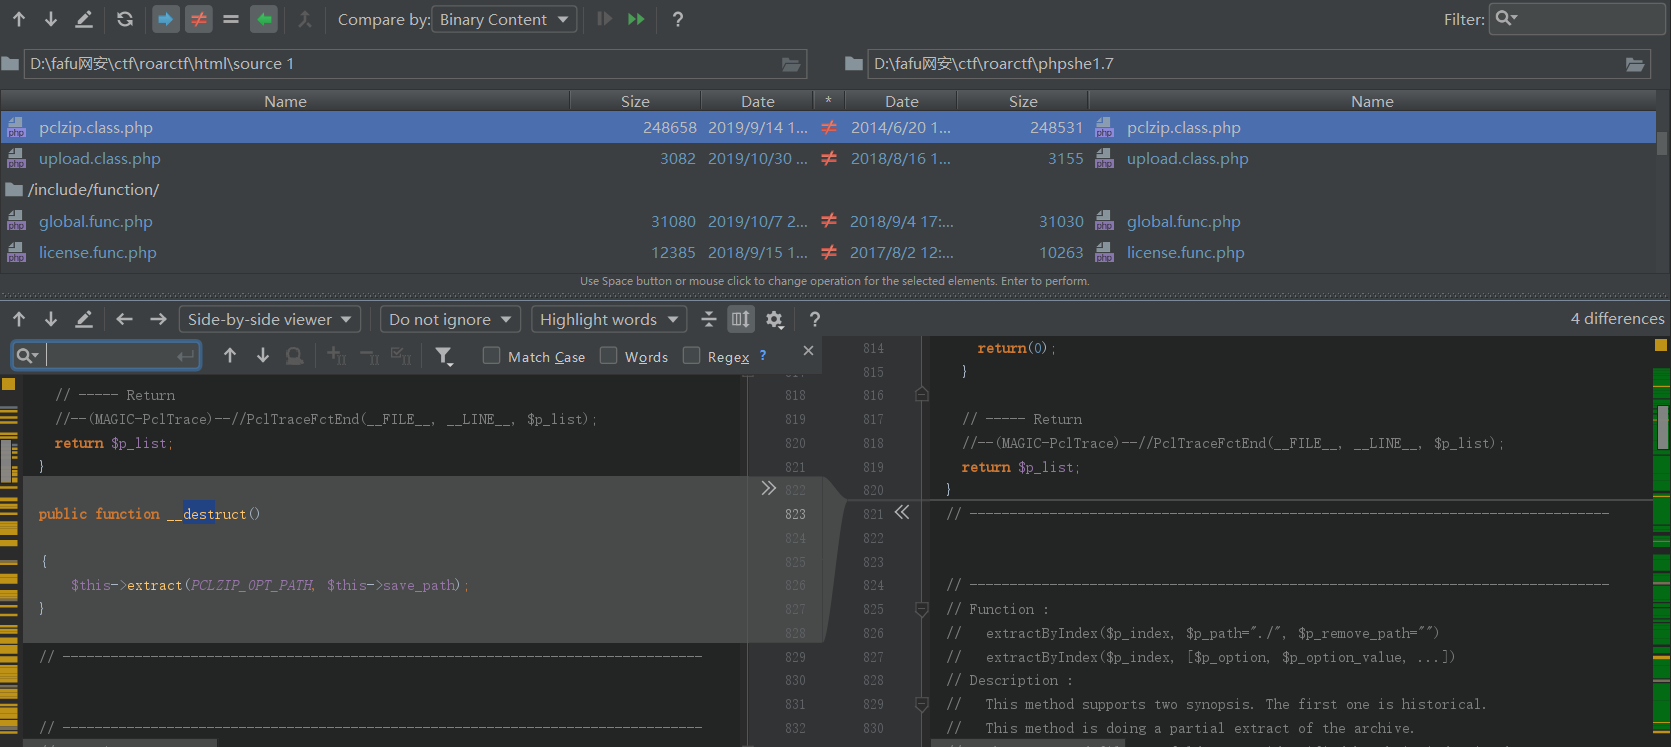 Compare by: Binary Content ? Filter:
D:\fafu网安\ctf\roarctf\html\source 1 D:\fafu网安\ctf\roarctf\phpshe1.7
Name Size Date * Date Size Name
pclzip.class.php 248658 2019/9/14 1... ≠ 2014/6/20 1... 248531 pclzip.class.php
upload.class.php 3082 2019/10/30 ... ≠ 2018/8/16 1... 3155 upload.class.php
/include/function/
global.func.php 31080 2019/10/7 2... ≠ 2018/9/4 17:... 31030 global.func.php
license.func.php 12385 2018/9/15 1... ≠ 2017/8/2 12:... 10263 license.func.php
Use Space button or mouse click to change operation for the selected elements. Enter to perform.
Side-by-side viewer Do not ignore Highlight words ? 4 differences
Match Case Words Regex ?
814 return(0);
815 }
// ----- Return 818 816
//--(MAGIC-PclTrace)--//PclTraceFctEnd(__FILE__, __LINE__, $p_list); 819 817 // ----- Return
return $p_list; 820 818 //--(MAGIC-PclTrace)--//PclTraceFctEnd(__FILE__, __LINE__, $p_list);
} 821 819 return $p_list;
822 820 }
public function __destruct() 823 821 // --------------------------------------------------------------------------------
824 822
{ 825 823
$this->extract(PCLZIP_OPT_PATH, $this->save_path); 826 824 // --------------------------------------------------------------------------------
} 827 825 // Function :
828 826 // extractByIndex($p_index, $p_path="./", $p_remove_path="")
// -------------------------------------------------------------------------------- 829 827 // extractByIndex($p_index, [$p_option, $p_option_value, ...])
830 828 // Description :
831 829 // This method supports two synopsis. The first one is historical.
// -------------------------------------------------------------------------------- 832 830 // This method is doing a partial extract of the archive.